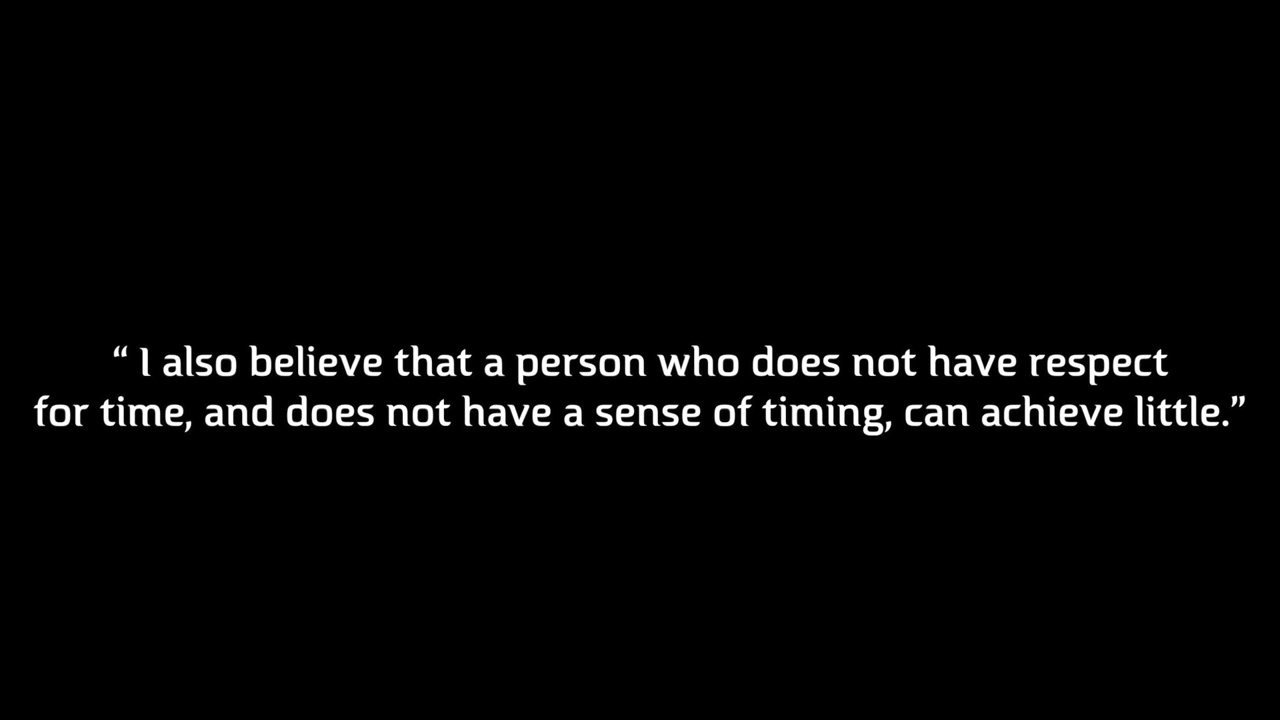 “ I also believe that a person who does not have respect
for time, and does not have a sense of timing, can achieve little.”